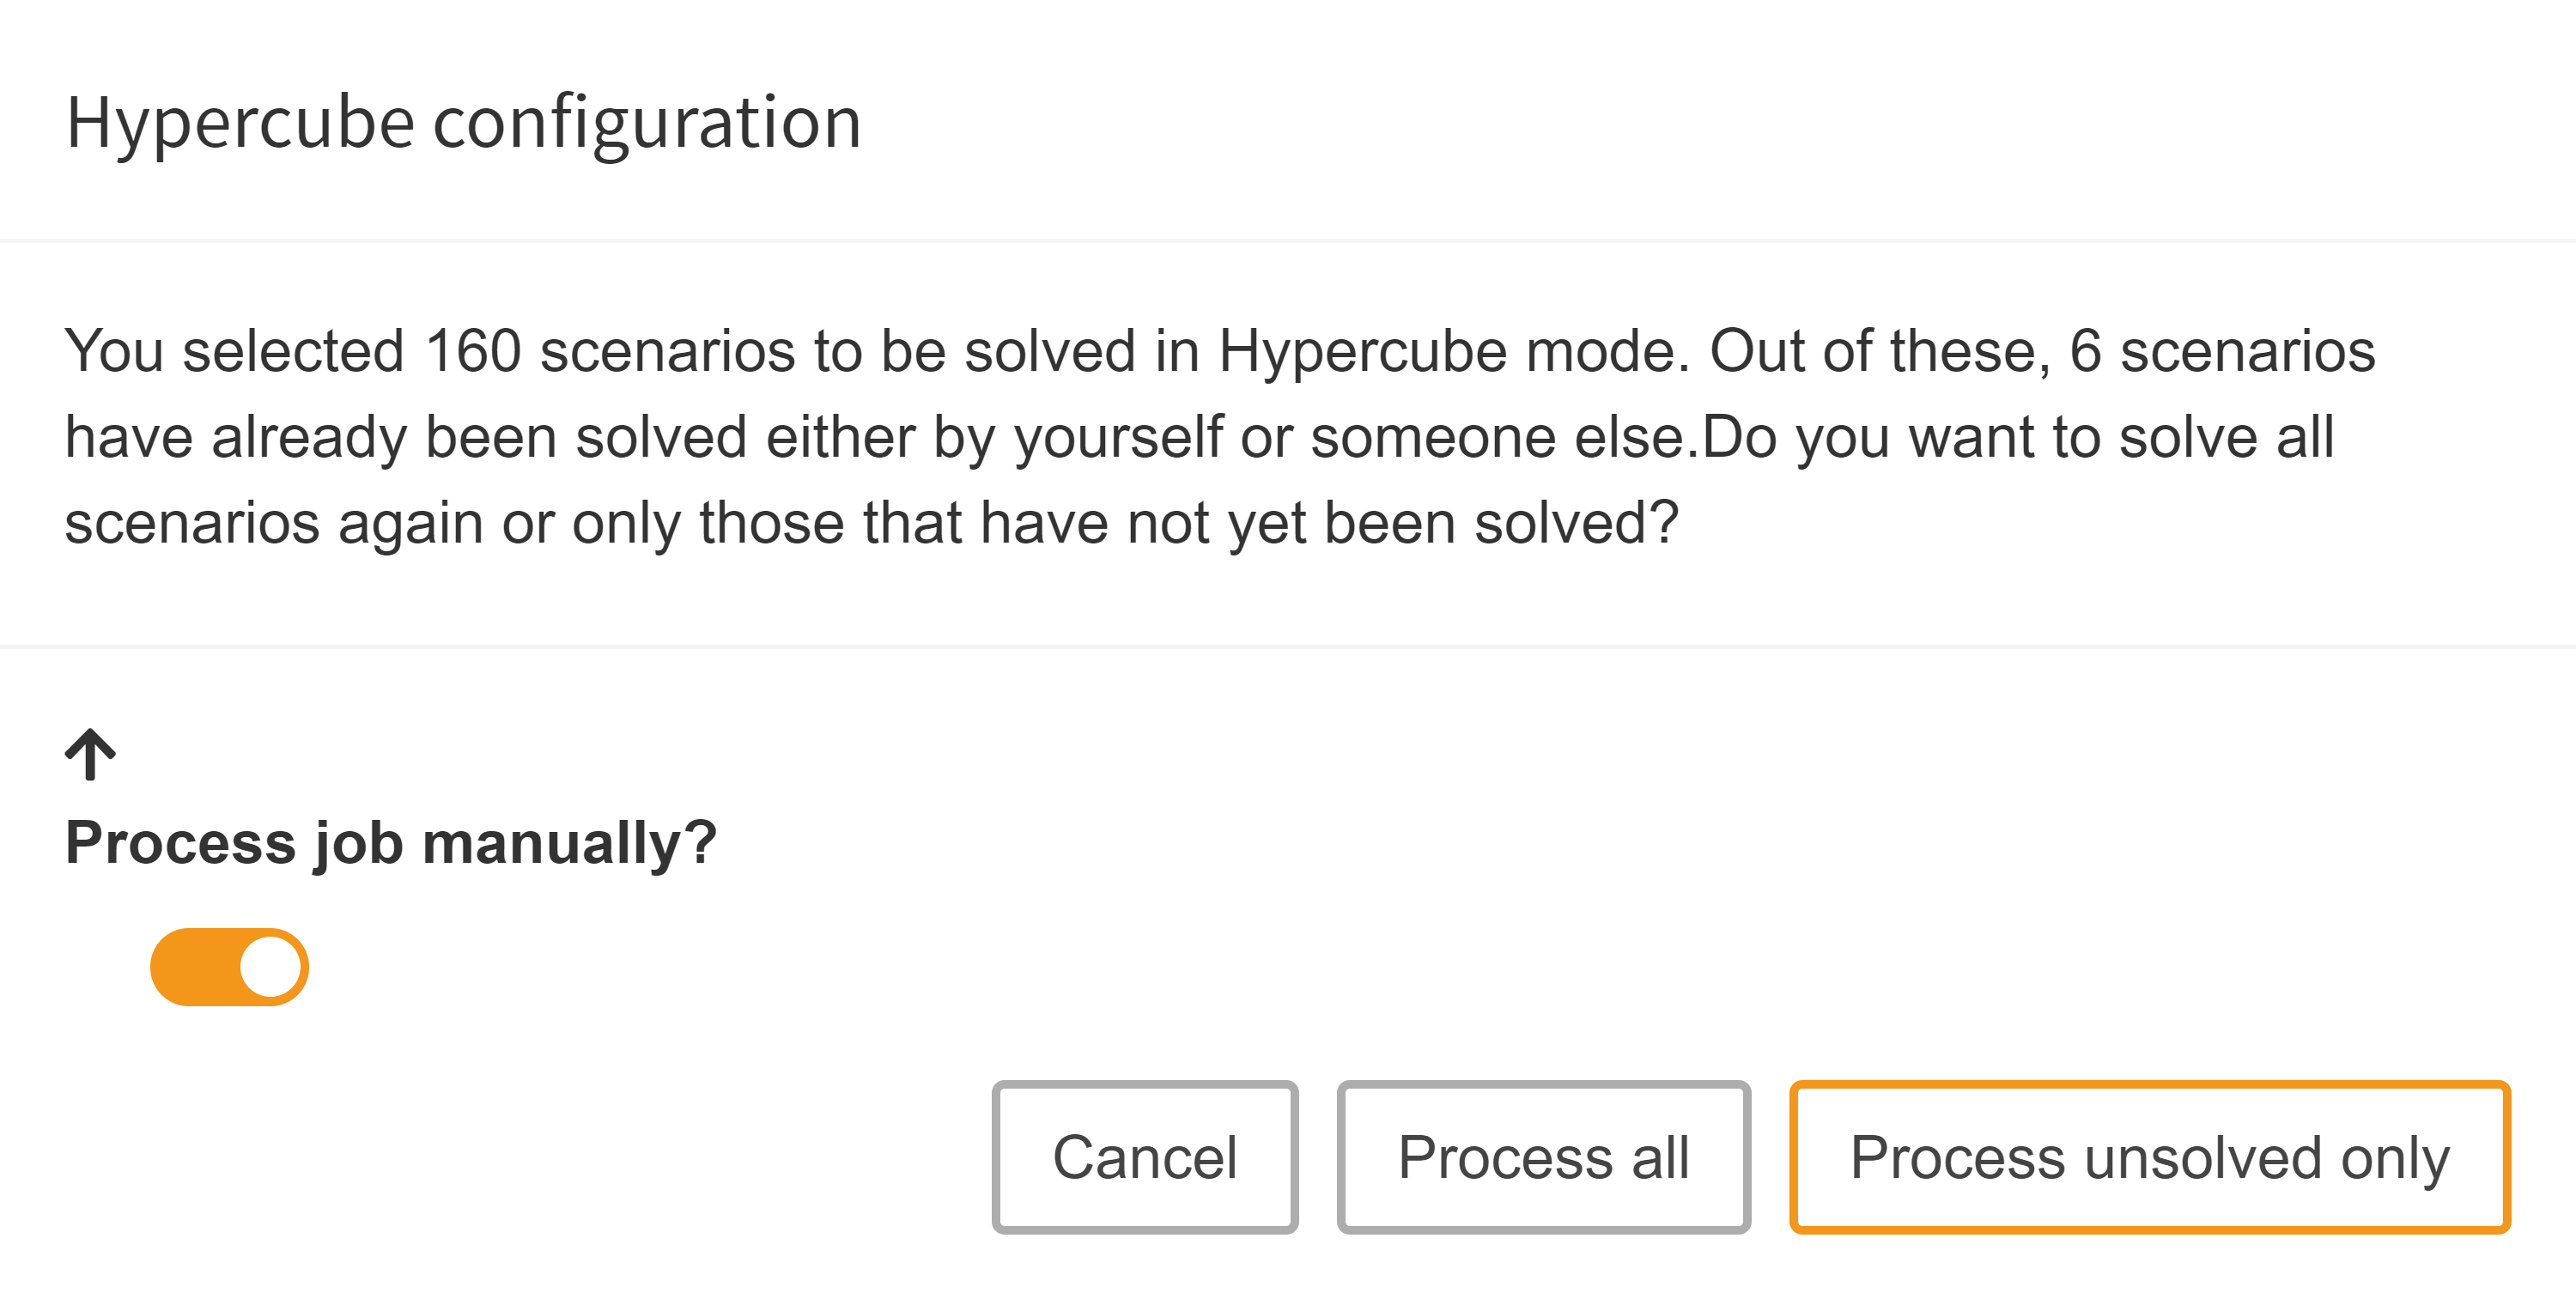 Hypercube configuration
You selected 160 scenarios to be solved in Hypercube mode. Out of these, 6 scenarios
have already been solved either by yourself or someone else.Do you want to solve all
scenarios again or only those that have not yet been solved?
Process job manually?
Cancel
Process all
Process unsolved only